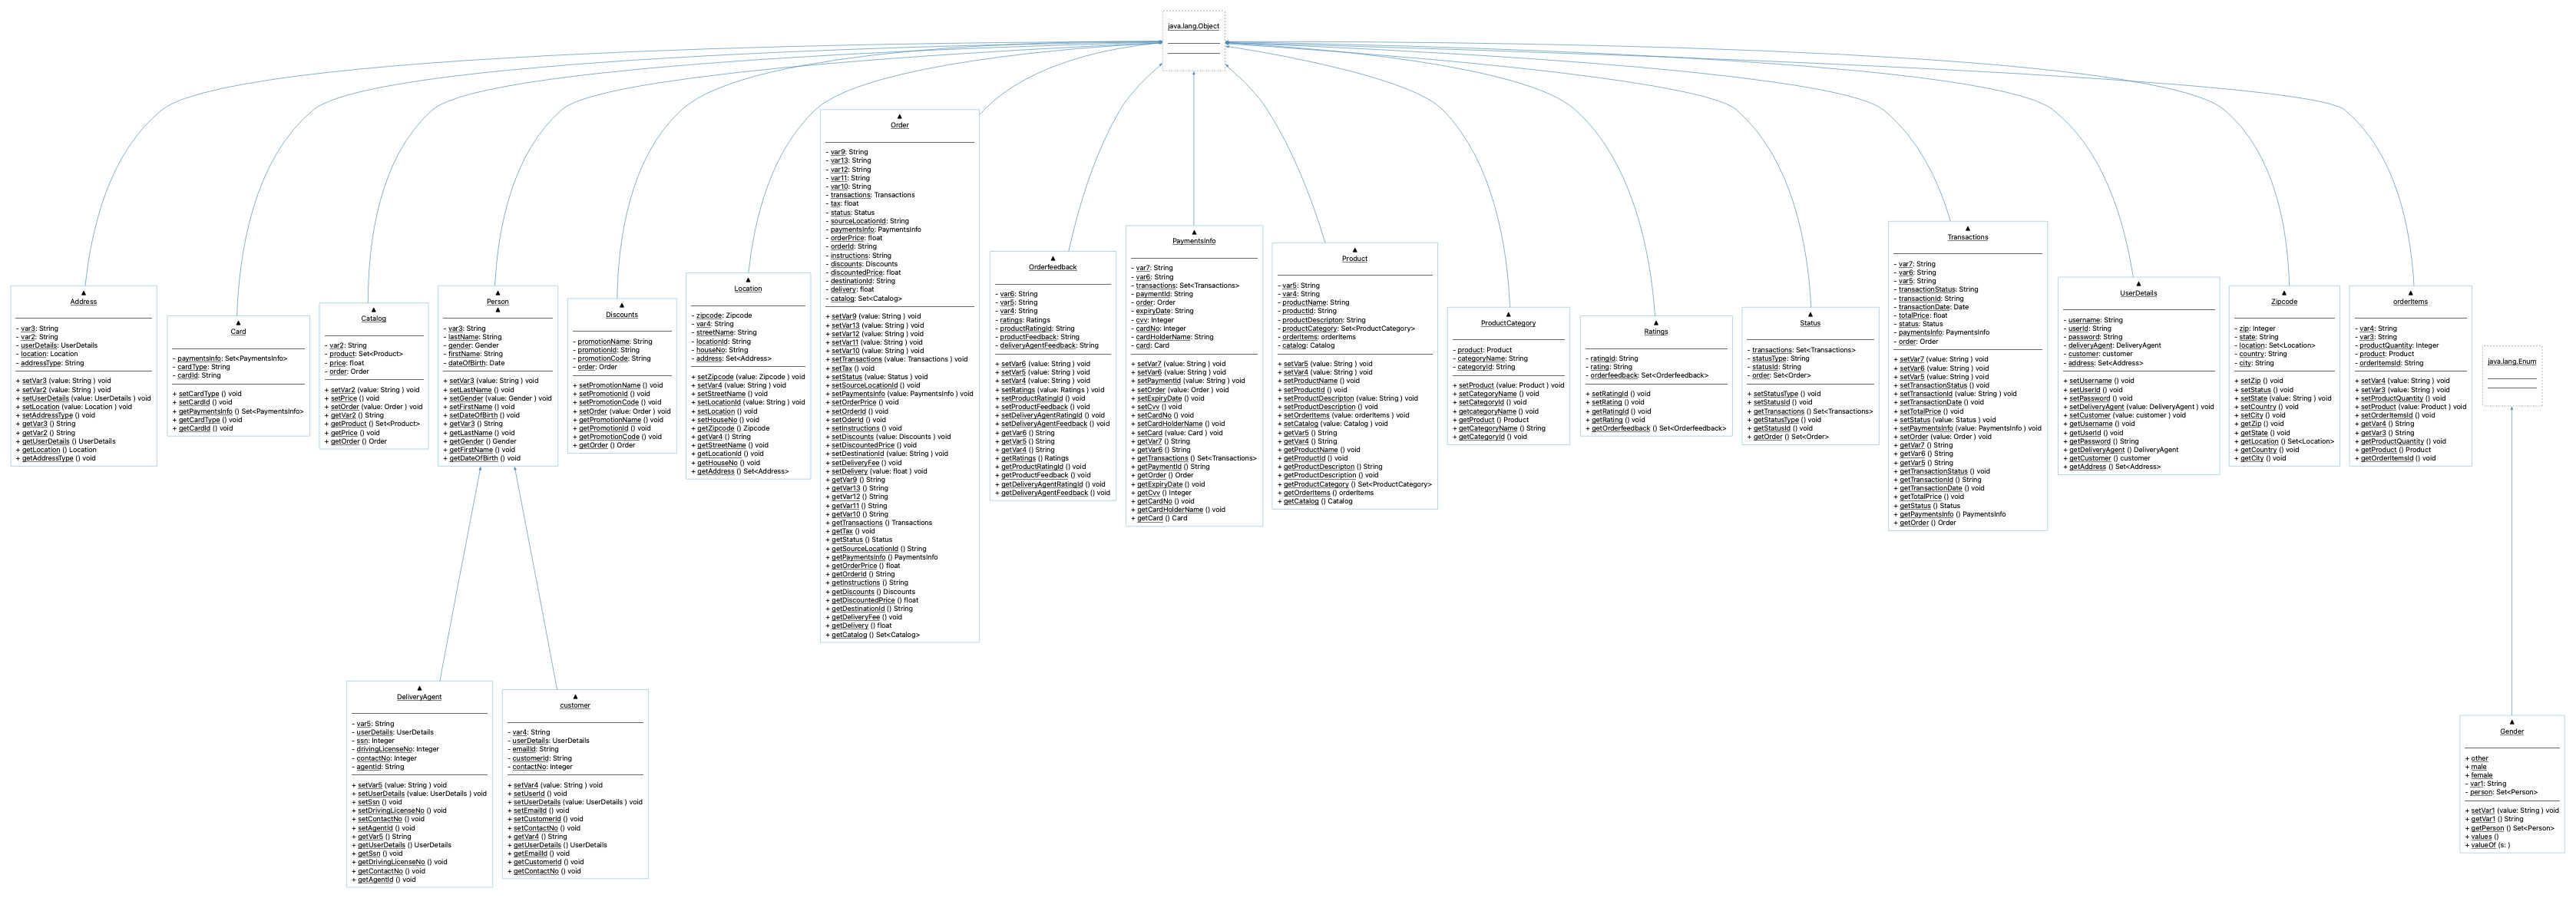 java.lang.Object
Address
- var3: String
- var2: String
- userDetails: UserDetails
- location: Location
- addressType: String
+ setVar3 (value: String ) void
+ setVar2 (value: String ) void
+ setUserDetails (value: UserDetails ) void
+ setLocation (value: Location ) void
+ setAddressType () void
+ getVar3 () String
+ getVar2 () String
+ getUserDetails () UserDetails
+ getLocation () Location
+ getAddressType () void
Card
- paymentsInfo: Set<PaymentsInfo>
- cardType: String
- cardId: String
+ setCardType () void
+ setCardId () void
+ getPaymentsInfo () Set<PaymentsInfo>
+ getCardType () void
+ getCardId () void
Catalog
- var2: String
- product: Set<Product>
- price: float
- order: Order
+ setVar2 (value: String ) void
+ setPrice () void
+ setOrder (value: Order ) void
+ getVar2 () String
+ getProduct () Set<Product>
+ getPrice () void
+ getOrder () Order
Person
- var3: String
- lastName: String
- gender: Gender
- firstName: String
- dateOfBirth: Date
+ setVar3 (value: String ) void
+ setLastName () void
+ setGender (value: Gender ) void
+ setFirstName () void
+ setDateOfBirth () void
+ getVar3 () String
+ getLastName () void
+ getGender () Gender
+ getFirstName () void
+ getDateOfBirth () void
Discounts
- promotionName: String
- promotionId: String
- promotionCode: String
- order: Order
+ setPromotionName () void
+ setPromotionId () void
+ setPromotionCode () void
+ setOrder (value: Order ) void
+ getPromotionName () void
+ getPromotionId () void
+ getPromotionCode () void
+ getOrder () Order
Location
- zipcode: Zipcode
- var4: String
- streetName: String
- locationId: String
- houseNo: String
- address: Set<Address>
+ setZipcode (value: Zipcode ) void
+ setVar4 (value: String ) void
+ setStreetName () void
+ setLocationId (value: String ) void
+ setLocation () void
+ setHouseNo () void
+ getZipcode () Zipcode
+ getVar4 () String
+ getStreetName () void
+ getLocationId () void
+ getHouseNo () void
+ getAddress () Set<Address>
Order
- var9: String
- var13: String
- var12: String
- var11: String
- var10: String
- transactions: Transactions
- tax: float
- status: Status
- sourceLocationId: String
- paymentsInfo: PaymentsInfo
- orderPrice: float
- orderId: String
- instructions: String
- discounts: Discounts
- discountedPrice: float
- destinationId: String
- delivery: float
- catalog: Set<Catalog>
+ setVar9 (value: String ) void
+ setVar13 (value: String ) void
+ setVar12 (value: String ) void
+ setVar11 (value: String ) void
+ setVar10 (value: String ) void
+ setTransactions (value: Transactions ) void
+ setTax () void
+ setStatus (value: Status ) void
+ setSourceLocationId () void
+ setPaymentsInfo (value: PaymentsInfo ) void
+ setOrderPrice () void
+ setOrderId () void
+ setOderId () void
+ setInstructions () void
+ setDiscounts (value: Discounts ) void
+ setDiscountedPrice () void
+ setDestinationId (value: String ) void
+ setDeliveryFee () void
+ setDelivery (value: float ) void
+ getVar9 () String
+ getVar13 () String
+ getVar12 () String
+ getVar11 () String
+ getVar10 () String
+ getTransactions () Transactions
+ getTax () void
+ getStatus () Status
+ getSourceLocationId () String
+ getPaymentsInfo () PaymentsInfo
+ getOrderPrice () float
+ getOrderId () String
+ getInstructions () String
+ getDiscounts () Discounts
+ getDiscountedPrice () float
+ getDestinationId () String
+ getDeliveryFee () void
+ getDelivery () float
+ getCatalog () Set<Catalog>
Orderfeedback
- var6: String
- var5: String
- var4: String
- ratings: Ratings
- productRatingId: String
- productFeedback: String
- deliveryAgentFeedback: String
+ setVar6 (value: String ) void
+ setVar5 (value: String ) void
+ setVar4 (value: String ) void
+ setRatings (value: Ratings ) void
+ setProductRatingId () void
+ setProductFeedback () void
+ setDeliveryAgentRatingId () void
+ setDeliveryAgentFeedback () void
+ getVar6 () String
+ getVar5 () String
+ getVar4 () String
+ getRatings () Ratings
+ getProductRatingId () void
+ getProductFeedback () void
+ getDeliveryAgentRatingId () void
+ getDeliveryAgentFeedback () void
PaymentsInfo
- var7: String
- var6: String
- transactions: Set<Transactions>
- paymentId: String
- order: Order
- expiryDate: String
- cvv: Integer
- cardNo: Integer
- cardHolderName: String
- card: Card
+ setVar7 (value: String ) void
+ setVar6 (value: String ) void
+ setPaymentId () void
+ setOrder (value: Order ) void
+ setExpiryDate () void
+ setCvv () void
+ setCardNo () void
+ setCardHolderName () void
+ setCard (value: Card ) void
+ getVar7 () String
+ getVar6 () String
+ getTransactions () Set<Transactions>
+ getPaymentId () String
+ getOrder () Order
+ getExpiryDate () void
+ getCvv () Integer
+ getCardNo () void
+ getCardHolderName () void
+ getCard () Card
Product
- var5: String
- var4: String
- productName: String
- productId: String
- productDescripton: String
- productCategory: Set<ProductCategory>
- orderItems: orderItems
- catalog: Catalog
+ setVar5 (value: String ) void
+ setVar4 (value: String ) void
+ setProductName () void
+ setProductId () void
+ setProductDescripton (value: String ) void
+ setProductDescription () void
+ setOrderItems (value: orderItems ) void
+ setCatalog (value: Catalog ) void
+ getVar5 () String
+ getVar4 () String
+ getProductName () void
+ getProductId () void
+ getProductDescripton () String
+ getProductDescription () void
+ getProductCategory () Set<ProductCategory>
+ getOrderItems () orderItems
+ getCatalog () Catalog
ProductCategory
- product: Product
- categoryName: String
- categoryId: String
+ setProduct (value: Product ) void
+ setCategoryName () void
+ setCategoryId () void
+ getcategoryName () void
+ getProduct () Product
+ getCategoryName () String
+ getCategoryId () void
Ratings
- ratingId: String
- rating: String
- orderfeedback: Set<Orderfeedback>
+ setRatingId () void
+ setRating () void
+ getRatingId () void
+ getRating () void
+ getOrderfeedback () Set<Orderfeedback>
Status
- transactions: Set<Transactions>
- statusType: String
- statusId: String
- order: Set<Order>
+ setStatusType () void
+ setStatusId () void
+ getTransactions () Set<Transactions>
+ getStatusType () void
+ getStatusId () void
+ getOrder () Set<Order>
Transactions
- var7: String
- var6: String
- var5: String
- transactionStatus: String
- transactionId: String
- transactionDate: Date
- totalPrice: float
- status: Status
- paymentsInfo: PaymentsInfo
- order: Order
+ setVar7 (value: String ) void
+ setVar6 (value: String ) void
+ setVar5 (value: String ) void
+ setTransactionStatus () void
+ setTransactionId (value: String ) void
+ setTransactionDate () void
+ setTotalPrice () void
+ setStatus (value: Status ) void
+ setPaymentsInfo (value: PaymentsInfo ) void
+ setOrder (value: Order ) void
+ getVar7 () String
+ getVar6 () String
+ getVar5 () String
+ getTransactionStatus () void
+ getTransactionId () String
+ getTransactionDate () void
+ getTotalPrice () void
+ getStatus () Status
+ getPaymentsInfo () PaymentsInfo
+ getOrder () Order
UserDetails
- username: String
- userId: String
- password: String
- deliveryAgent: DeliveryAgent
- customer: customer
- address: Set<Address>
+ setUsername () void
+ setUserId () void
+ setPassword () void
+ setDeliveryAgent (value: DeliveryAgent ) void
+ setCustomer (value: customer ) void
+ getUsername () void
+ getUserId () void
+ getPassword () String
+ getDeliveryAgent () DeliveryAgent
+ getCustomer () customer
+ getAddress () Set<Address>
Zipcode
- zip: Integer
- state: String
- location: Set<Location>
- country: String
- city: String
+ setZip () void
+ setStatus () void
+ setState (value: String ) void
+ setCountry () void
+ setCity () void
+ getZip () void
+ getState () void
+ getLocation () Set<Location>
+ getCountry () void
+ getCity () void
orderItems
- var4: String
- var3: String
- productQuantity: Integer
- product: Product
- orderItemsId: String
+ setVar4 (value: String ) void
+ setVar3 (value: String ) void
+ setProductQuantity () void
+ setProduct (value: Product ) void
+ setOrderItemsId () void
+ getVar4 () String
+ getVar3 () String
+ getProductQuantity () void
+ getProduct () Product
+ getOrderItemsId () void
java.lang.Enum
DeliveryAgent
- var5: String
- userDetails: UserDetails
- ssn: Integer
- drivingLicenseNo: Integer
- contactNo: Integer
- agentId: String
+ setVar5 (value: String ) void
+ setUserDetails (value: UserDetails ) void
+ setSsn () void
+ setDrivingLicenseNo () void
+ setContactNo () void
+ setAgentId () void
+ getVar5 () String
+ getUserDetails () UserDetails
+ getSsn () void
+ getDrivingLicenseNo () void
+ getContactNo () void
+ getAgentId () void
customer
- var4: String
- userDetails: UserDetails
- emailId: String
- customerId: String
- contactNo: Integer
+ setVar4 (value: String ) void
+ setUserId () void
+ setUserDetails (value: UserDetails ) void
+ setEmailId () void
+ setCustomerId () void
+ setContactNo () void
+ getVar4 () String
+ getUserDetails () UserDetails
+ getEmailId () void
+ getCustomerId () void
+ getContactNo () void
Gender
+ other
+ male
+ female
- var1: String
- person: Set<Person>
+ setVar1 (value: String ) void
+ getVar1 () String
+ getPerson () Set<Person>
+ values ()
+ valueOf (s: )